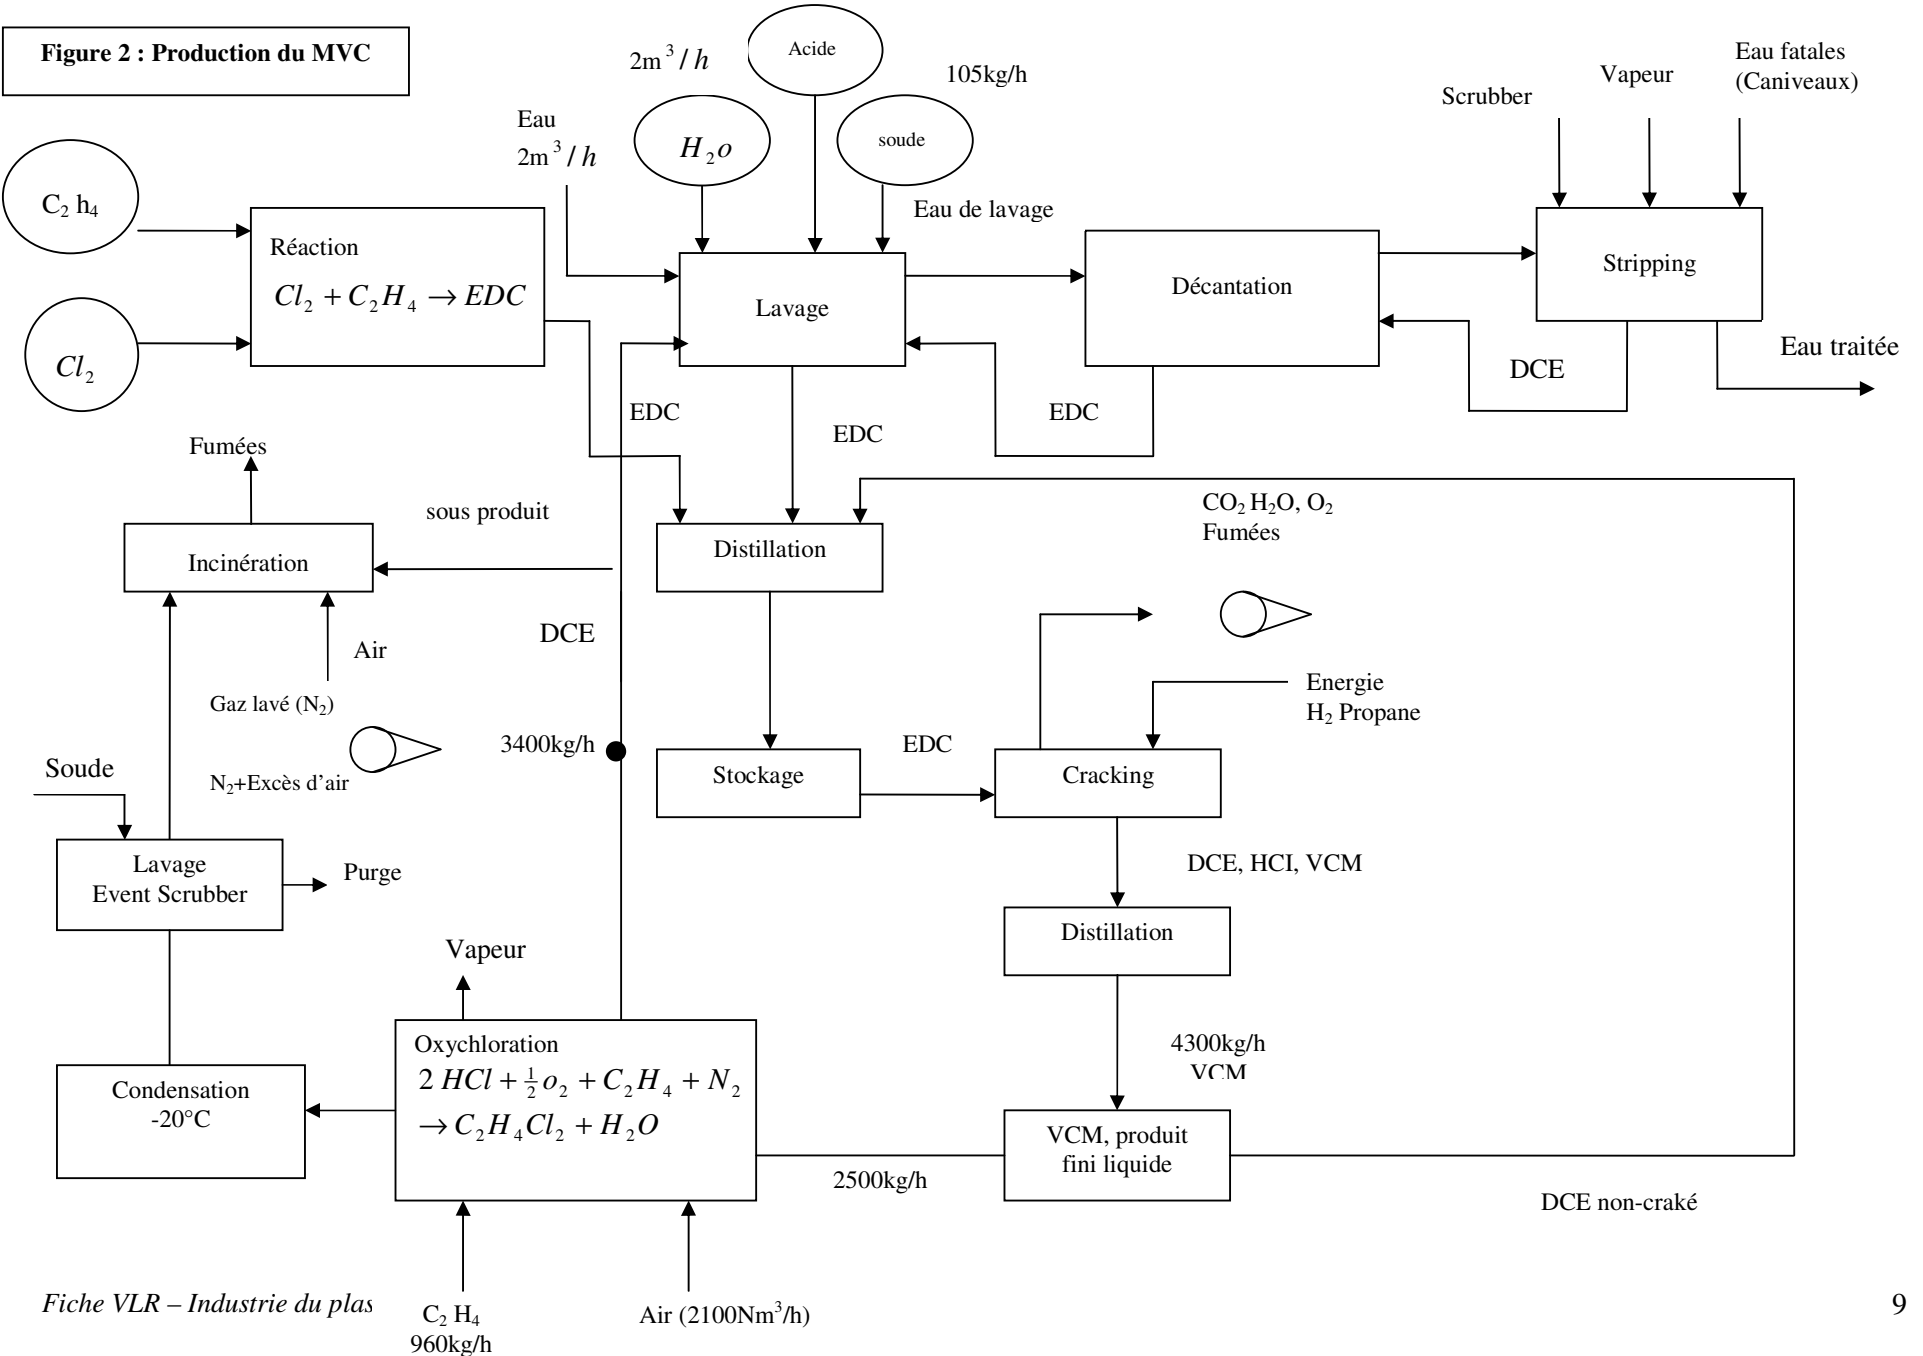 Figure 2 : Production du MVC
2m³ / h
Acide
105kg/h
Eau fatales
(Caniveaux)
Vapeur
Scrubber
Eau
2m³ / h
H₂o
soude
C₂ h₄
Eau de lavage
Réaction
Cl₂ + C₂H₄ → EDC
Lavage
Décantation
Stripping
Cl₂
Eau traitée
DCE
EDC
EDC
EDC
Fumées
sous produit
CO₂ H₂O, O₂
Fumées
Incinération
Distillation
DCE
Air
Gaz lavé (N₂)
Energie
H₂ Propane
3400kg/h
EDC
Soude
N₂+Excès d’air
Stockage
Cracking
Lavage
Event Scrubber
Purge
DCE, HCI, VCM
Distillation
Vapeur
4300kg/h
VCM
Oxychloration
2 HCl + ½ o₂ + C₂H₄ + N₂
→ C₂H₄Cl₂ + H₂O
Condensation
-20°C
VCM, produit
fini liquide
2500kg/h
DCE non-craké
Fiche VLR – Industrie du plas
C₂ H₄
960kg/h
Air (2100Nm³/h)
9